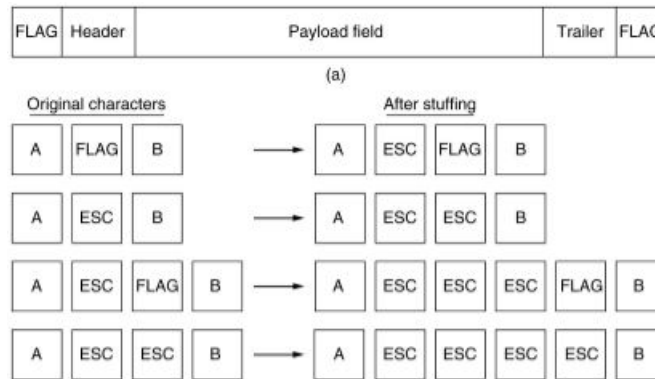 FLAG Header Payload field Trailer FLAG
(a)
Original characters After stuffing
A FLAG B A ESC FLAG B
A ESC B A ESC ESC B
A ESC FLAG B A ESC ESC ESC FLAG B
A ESC ESC B A ESC ESC ESC ESC B